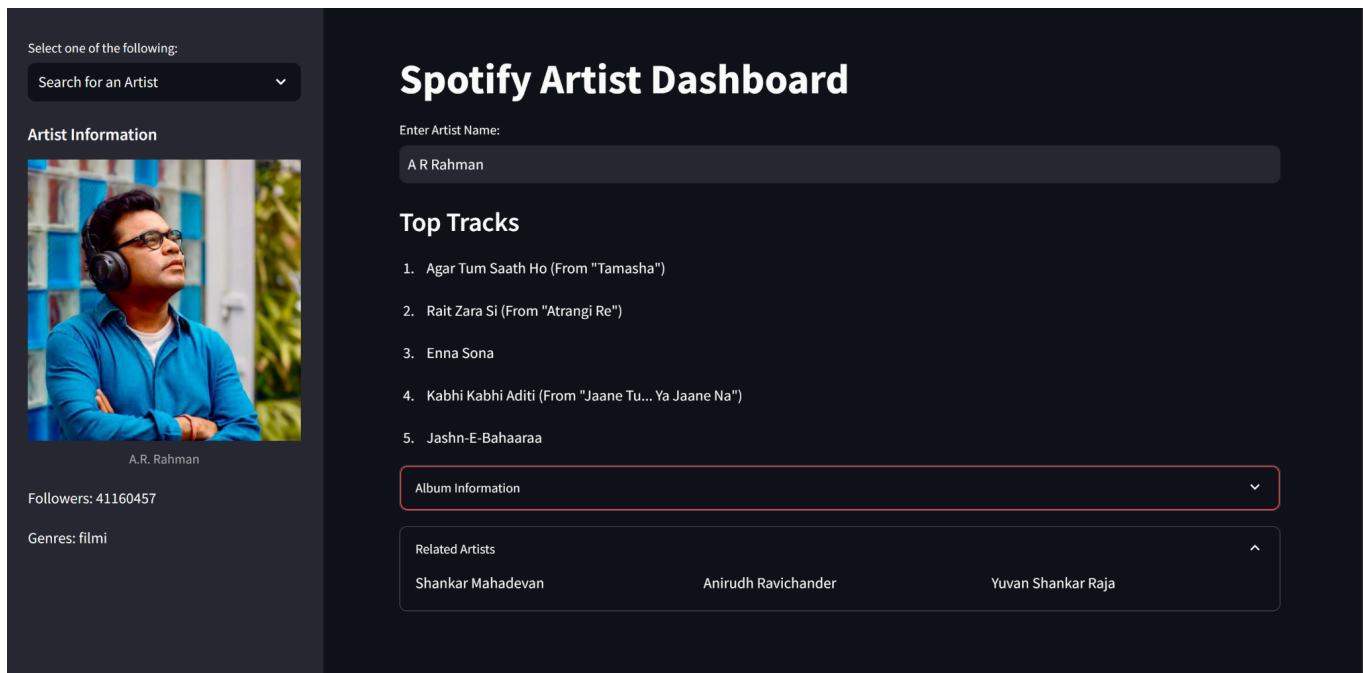 Select one of the following:
Search for an Artist
Artist Information
A.R. Rahman
Followers: 41160457
Genres: filmi
Spotify Artist Dashboard
Enter Artist Name:
A R Rahman
Top Tracks
1. Agar Tum Saath Ho (From "Tamasha")
2. Rait Zara Si (From "Atrangi Re")
3. Enna Sona
4. Kabhi Kabhi Aditi (From "Jaane Tu... Ya Jaane Na")
5. Jashn-E-Bahaaraa
Album Information
Related Artists
Shankar Mahadevan Anirudh Ravichander Yuvan Shankar Raja